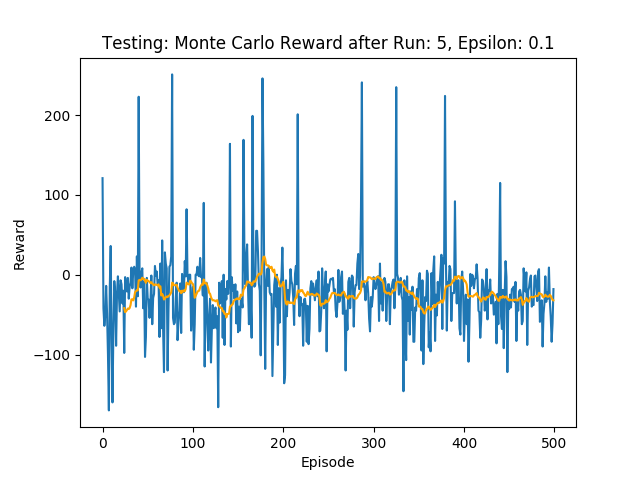 Testing: Monte Carlo Reward after Run: 5, Epsilon: 0.1
200
100
0
−100
Reward
0 100 200 300 400 500
Episode